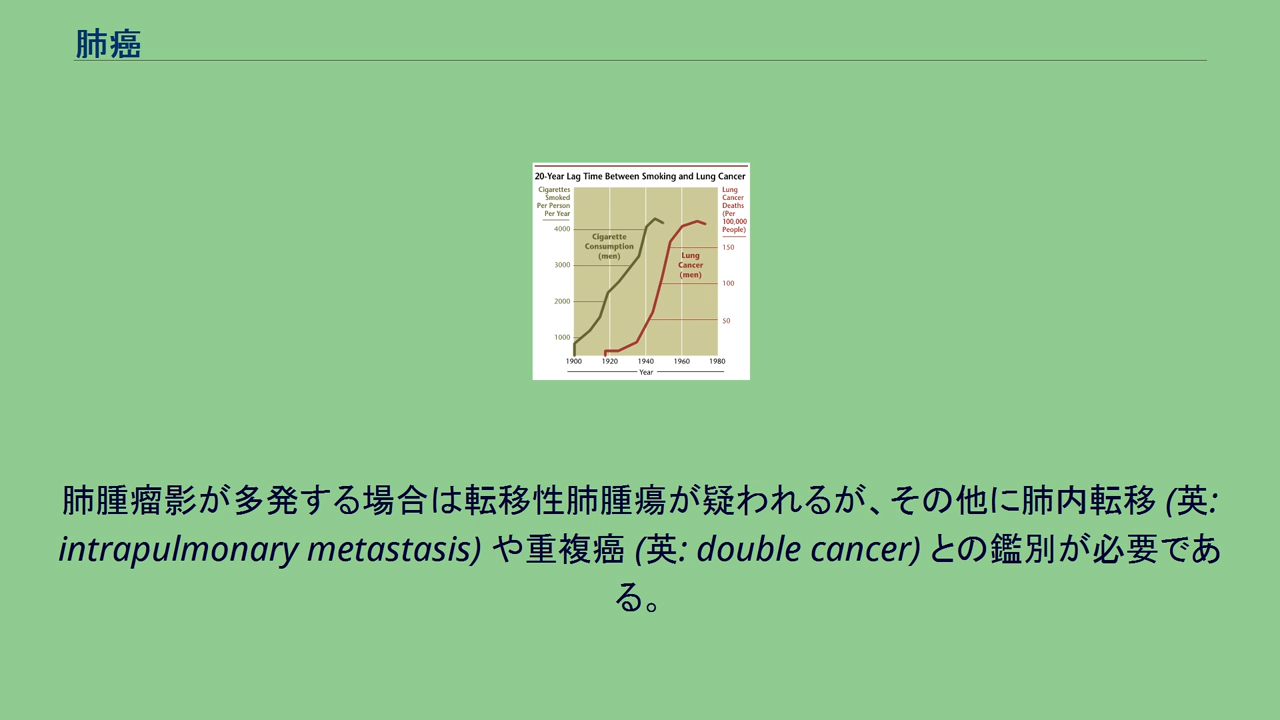 肺癌
20-Year Lag Time Between Smoking and Lung Cancer
Cigarettes
Smoked
Per Person
Per Year
Lung
Cancer
Deaths
(Per
100,000
People)
4000
3000
2000
1000
Cigarette
Consumption
(men)
Lung
Cancer
(men)
150
100
50
1900 1920 1940 1960 1980
Year
肺腫瘤影が多発する場合は転移性肺腫瘍が疑われるが、その他に肺内転移 (英:
intrapulmonary metastasis) や重複癌 (英: double cancer) との鑑別が必要であ
る。